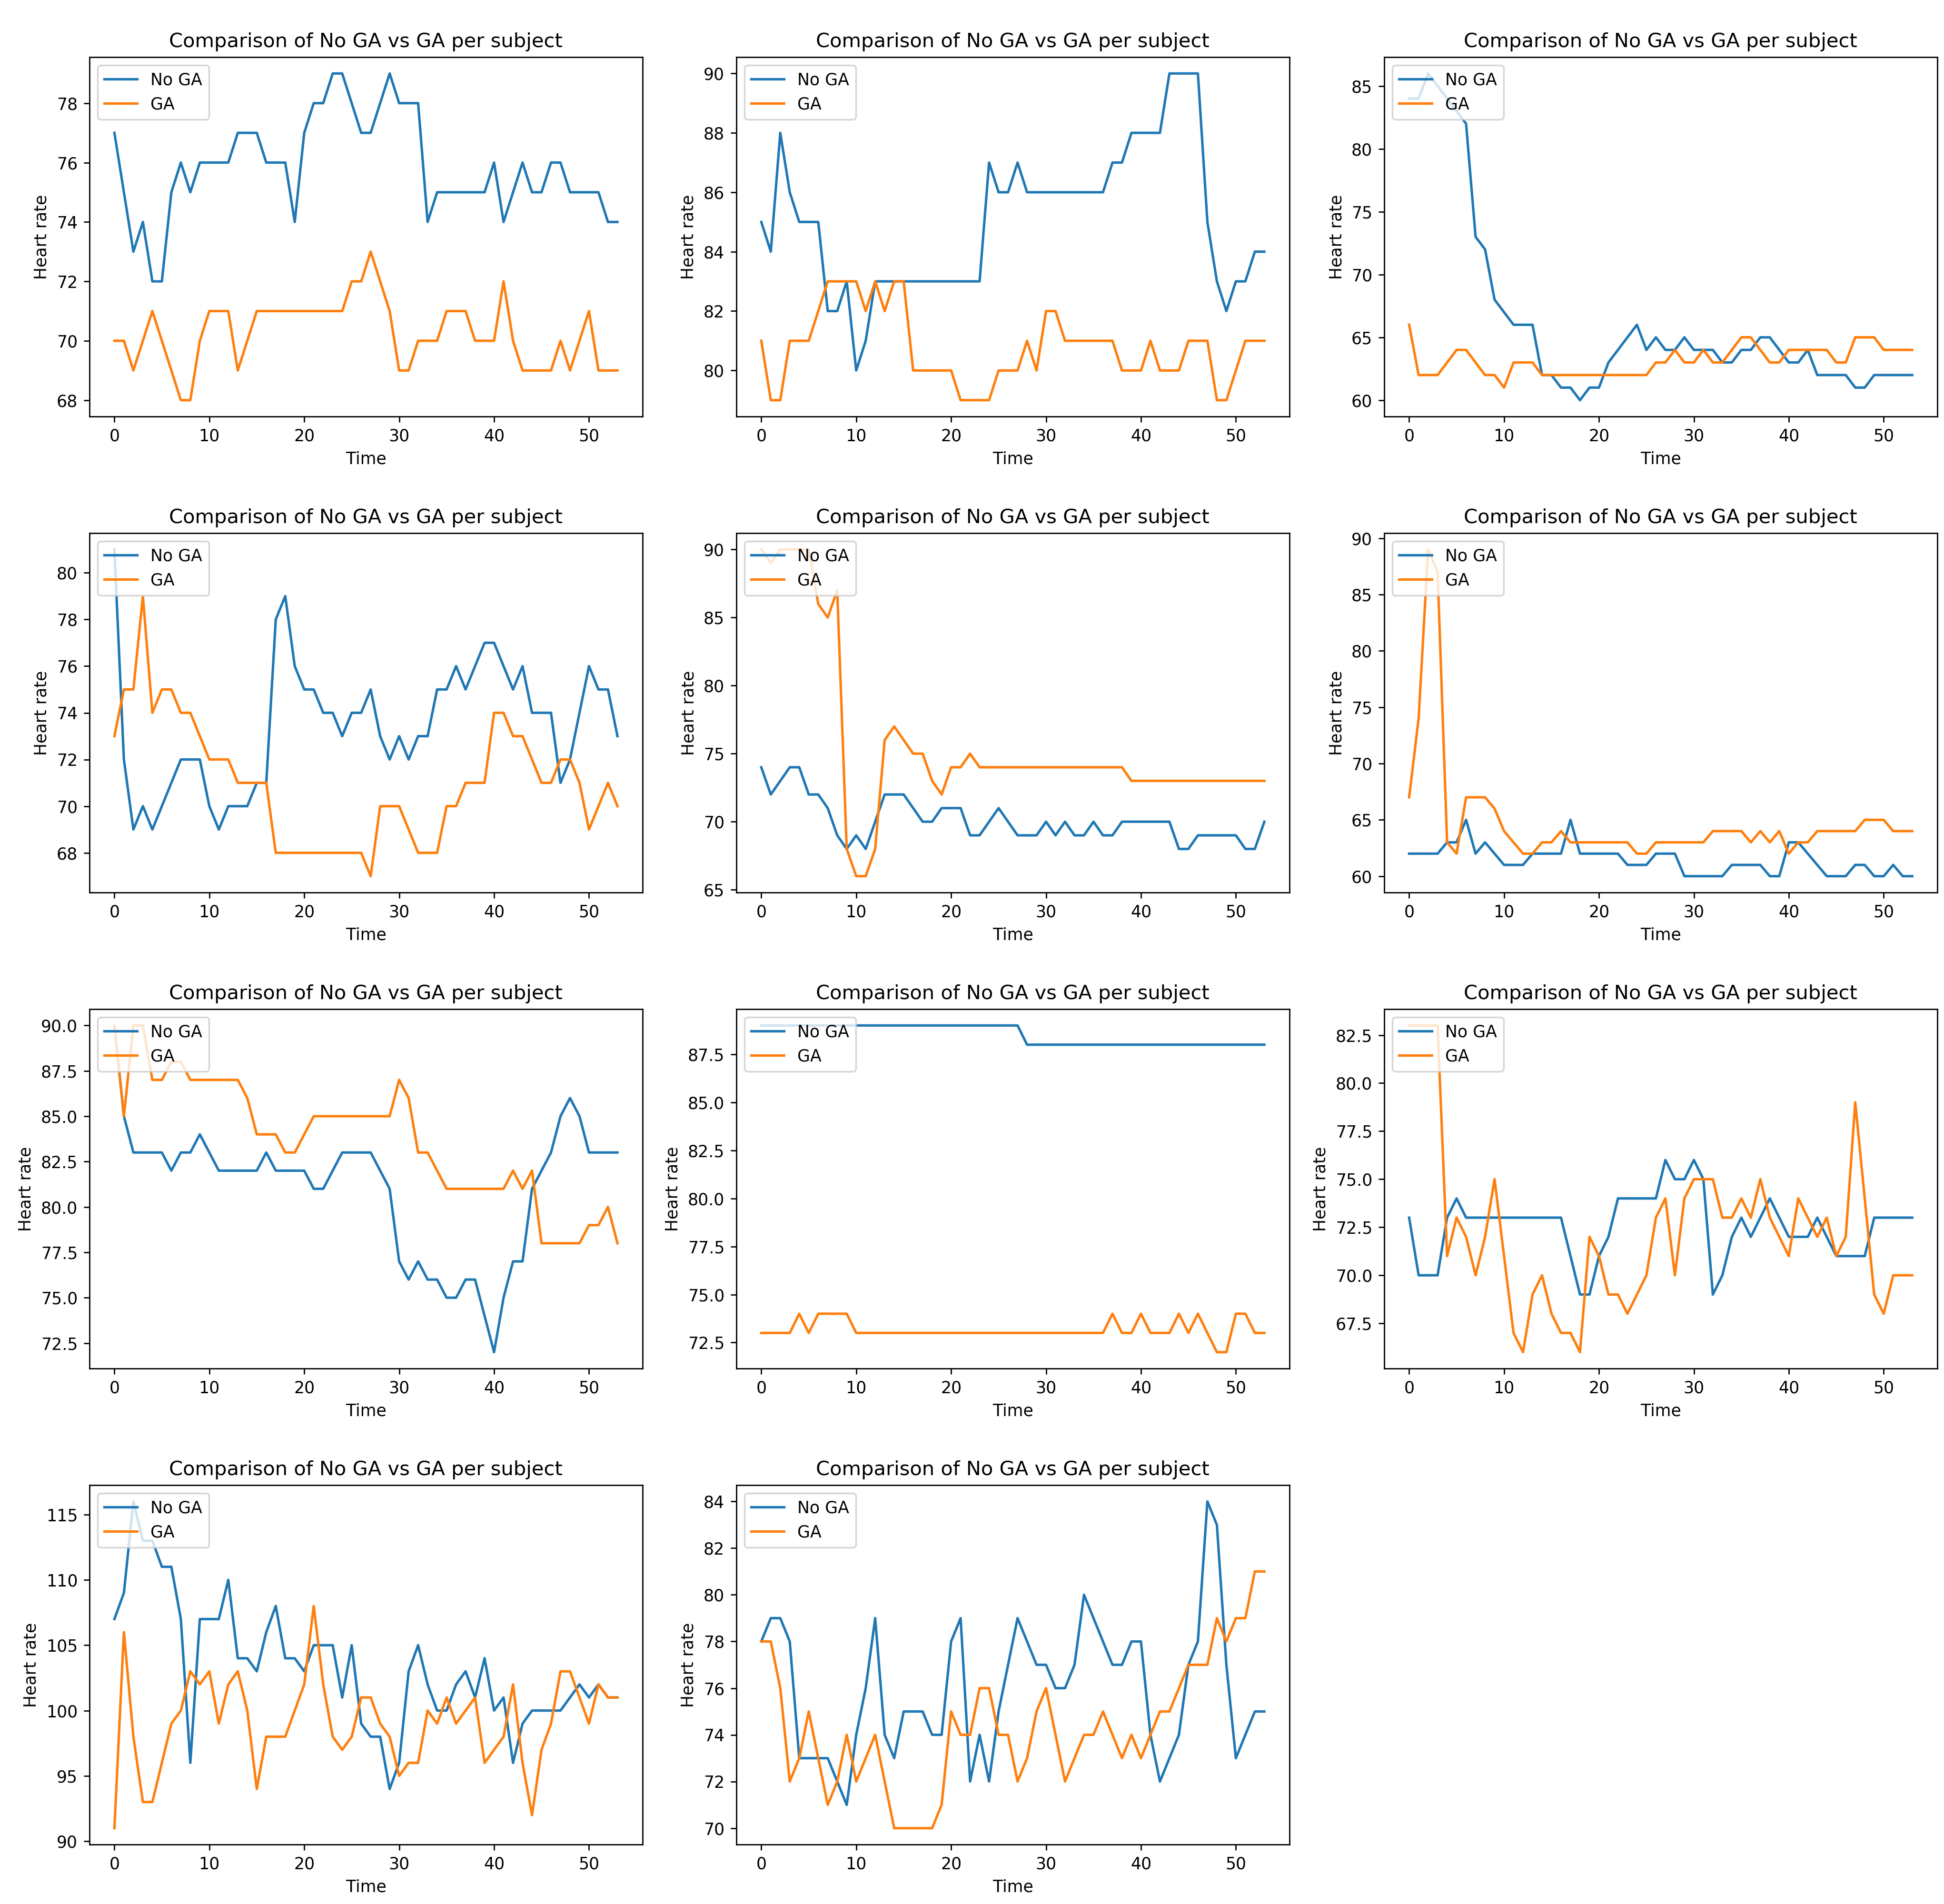 Comparison of No GA vs GA per subject
No GA
GA
78
76
74
72
70
68
Heart rate
0 10 20 30 40 50
Time
Comparison of No GA vs GA per subject
No GA
GA
90
88
86
84
82
80
Heart rate
0 10 20 30 40 50
Time
Comparison of No GA vs GA per subject
No GA
GA
85
80
75
70
65
60
Heart rate
0 10 20 30 40 50
Time
Comparison of No GA vs GA per subject
No GA
GA
80
78
76
74
72
70
68
Heart rate
0 10 20 30 40 50
Time
Comparison of No GA vs GA per subject
No GA
GA
90
85
80
75
70
65
Heart rate
0 10 20 30 40 50
Time
Comparison of No GA vs GA per subject
No GA
GA
90
85
80
75
70
65
60
Heart rate
0 10 20 30 40 50
Time
Comparison of No GA vs GA per subject
No GA
GA
90.0
87.5
85.0
82.5
80.0
77.5
75.0
72.5
Heart rate
0 10 20 30 40 50
Time
Comparison of No GA vs GA per subject
No GA
GA
87.5
85.0
82.5
80.0
77.5
75.0
72.5
Heart rate
0 10 20 30 40 50
Time
Comparison of No GA vs GA per subject
No GA
GA
82.5
80.0
77.5
75.0
72.5
70.0
67.5
Heart rate
0 10 20 30 40 50
Time
Comparison of No GA vs GA per subject
No GA
GA
115
110
105
100
95
90
Heart rate
0 10 20 30 40 50
Time
Comparison of No GA vs GA per subject
No GA
GA
84
82
80
78
76
74
72
70
Heart rate
0 10 20 30 40 50
Time